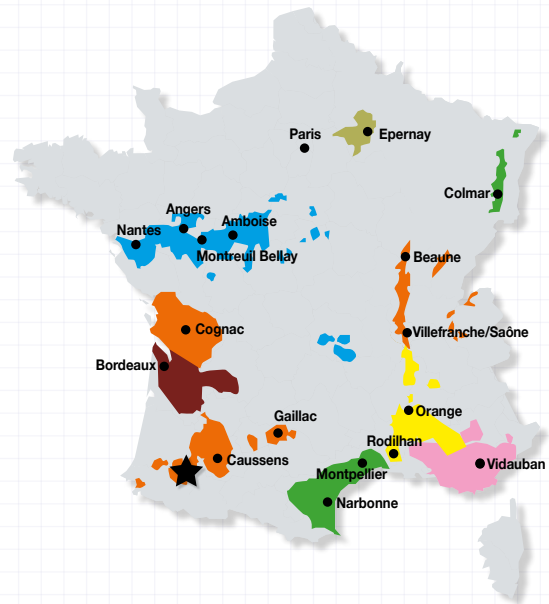 Paris
Epernay
Colmar
Angers
Nantes
Amboise
Montreuil Bellay
Beaune
Cognac
Villefranche/Saône
Bordeaux
Gaillac
Orange
Rodilhan
Caussens
Montpellier
Vidauban
Narbonne